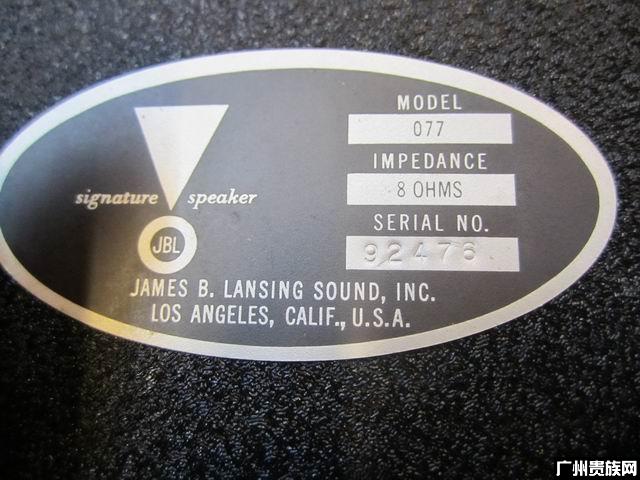 signature speaker
JBL
JAMES B. LANSING SOUND, INC.
LOS ANGELES, CALIF., U.S.A.
MODEL
077
IMPEDANCE
8 OHMS
SERIAL NO.
92476
广州贵族网